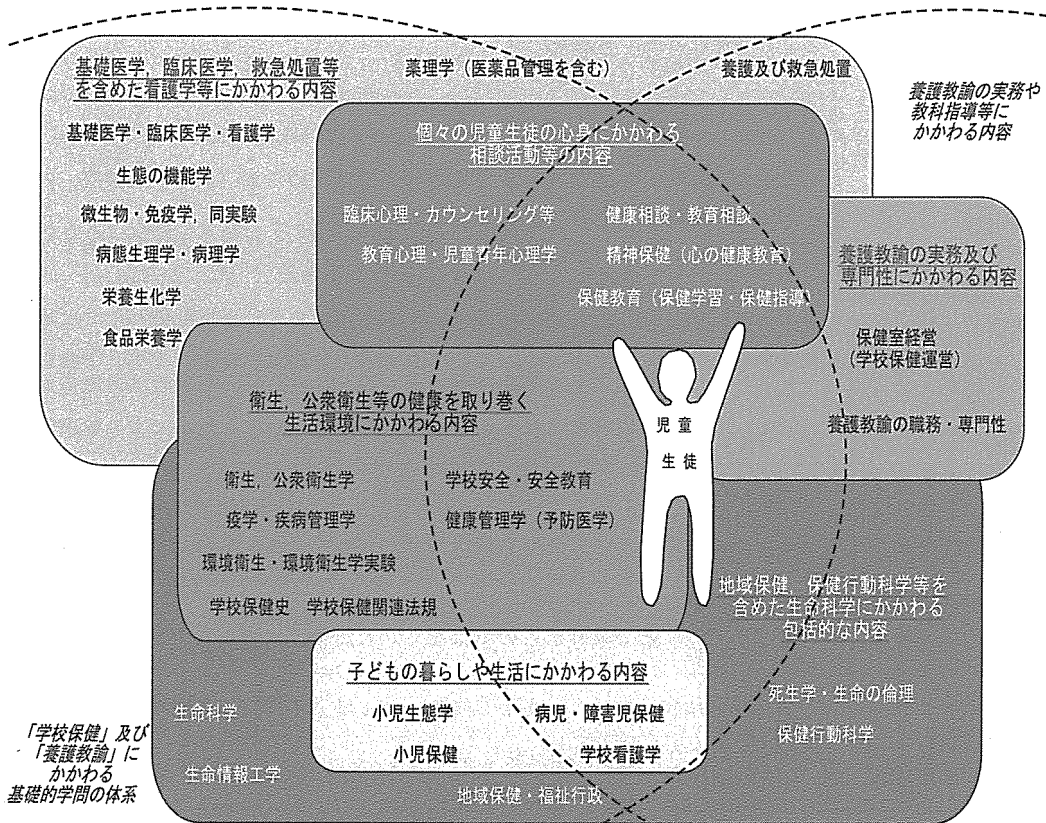 基礎医学，臨床医学，救急処置等
を含めた看護学等にかかわる内容
薬理学（医薬品管理を含む）
養護及び救急処置
養護教諭の実務や
教科指導等に
かかわる内容
基礎医学・臨床医学・看護学
生態の機能学
微生物・免疫学，同実験
病態生理学・病理学
栄養生化学
食品栄養学
個々の児童生徒の心身にかかわる
相談活動等の内容
臨床心理・カウンセリング等
健康相談・教育相談
教育心理・児童青年心理学
精神保健（心の健康教育）
保健教育（保健学習・保健指導）
養護教諭の実務及び
専門性にかかわる内容
保健室経営
（学校保健運営）
養護教諭の職務・専門性
衛生，公衆衛生等の健康を取り巻く
生活環境にかかわる内容
衛生，公衆衛生学
学校安全・安全教育
疫学・疾病管理学
健康管理学（予防医学）
環境衛生・環境衛生学実験
学校保健史　学校保健関連法規
児童
生徒
地域保健，保健行動科学等を
含めた生命科学にかかわる
包括的な内容
死生学・生命の倫理
保健行動科学
子どもの暮らしや生活にかかわる内容
小児生態学
病児・障害児保健
小児保健
学校看護学
生命科学
生命情報工学
地域保健・福祉行政
「学校保健」及び
「養護教諭」に
かかわる
基礎的学問の体系